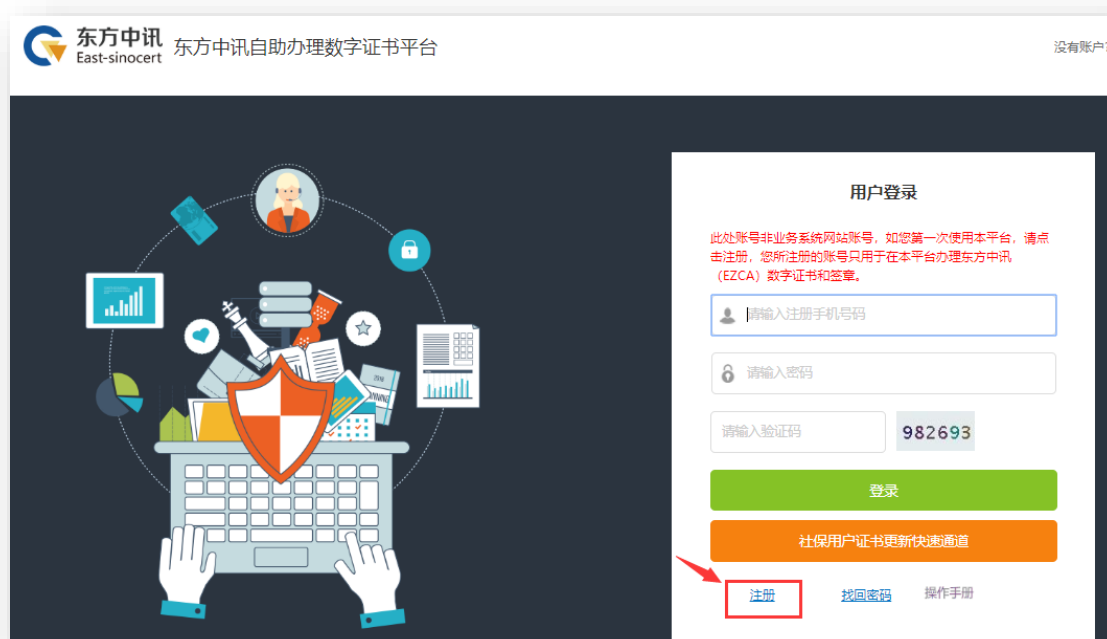 东方中讯
East-sinocert
东方中讯自助办理数字证书平台
没有账户
用户登录
此处账号非业务系统网站账号，如您第一次使用本平台，请点
击注册，您所注册的账号只用于在本平台办理东方中讯
（EZCA）数字证书和签章。
请输入注册手机号码
请输入密码
请输入验证码
982693
登录
社保用户证书更新快速通道
注册
找回密码
操作手册